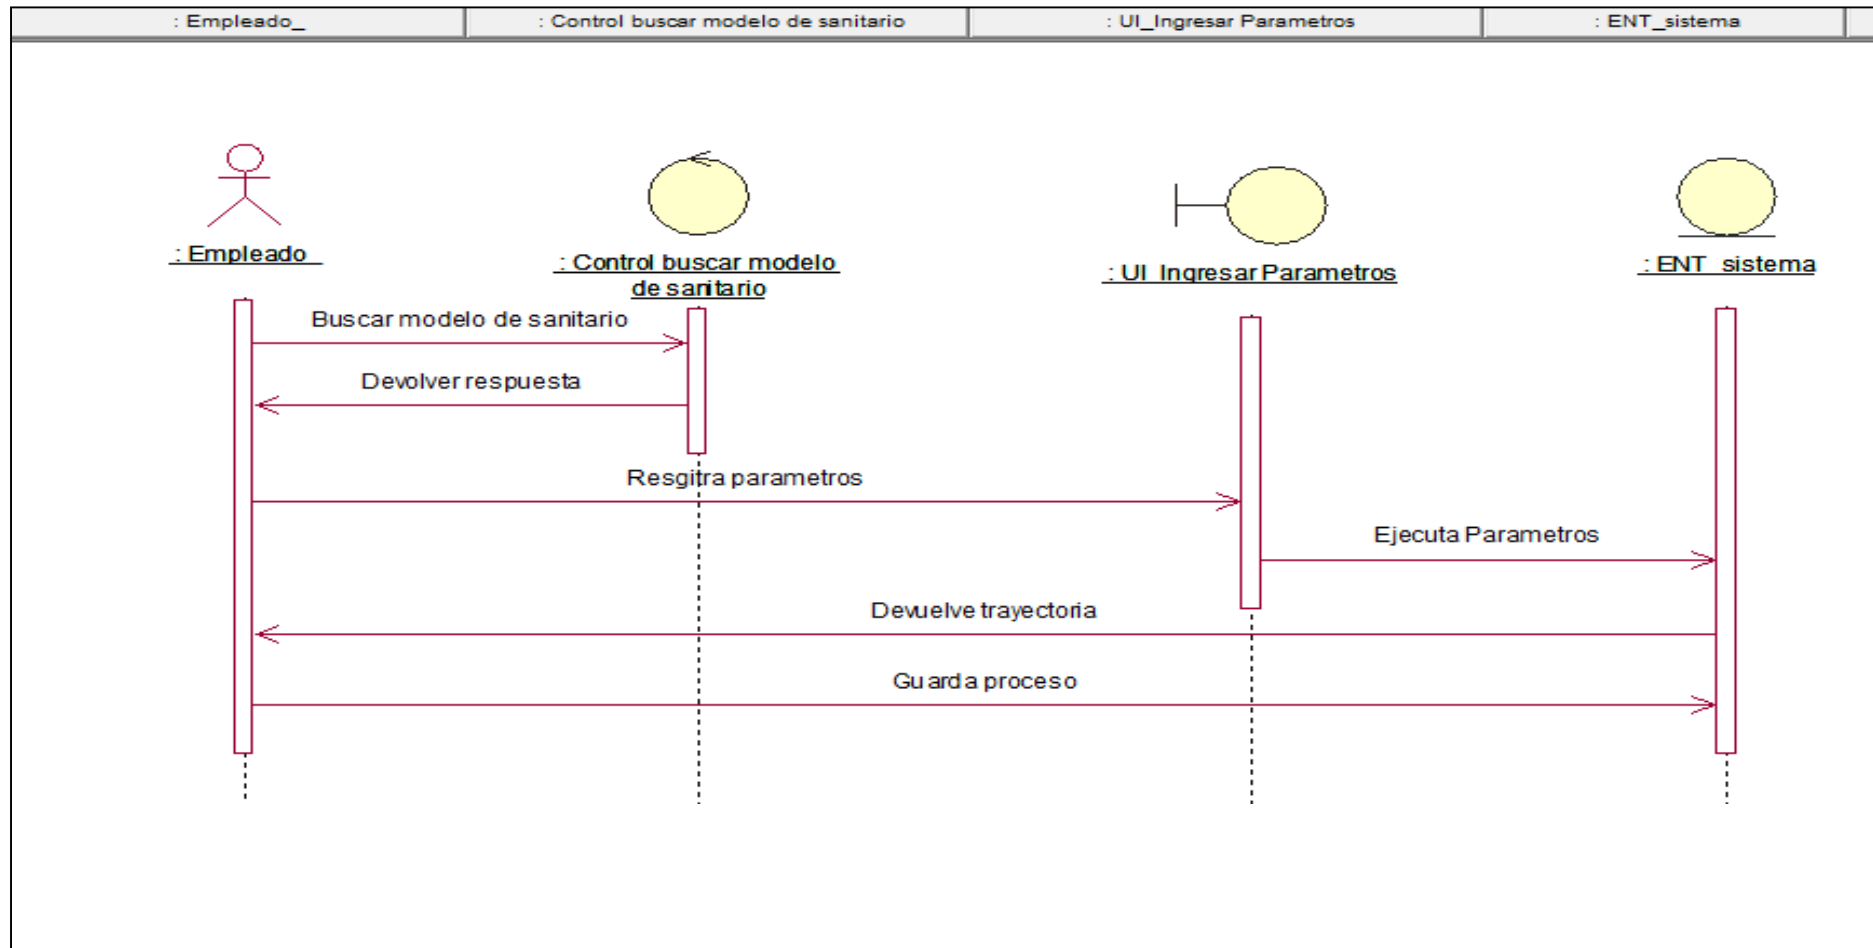 : Empleado_
: Control buscar modelo de sanitario
: UI_Ingresar Parametros
: ENT_sistema
: Empleado_
: Control buscar modelo
de sanitario
: UI_Ingresar Parametros
: ENT_sistema
Buscar modelo de sanitario
Devolver respuesta
Resgitra parametros
Ejecuta Parametros
Devuelve trayectoria
Guarda proceso